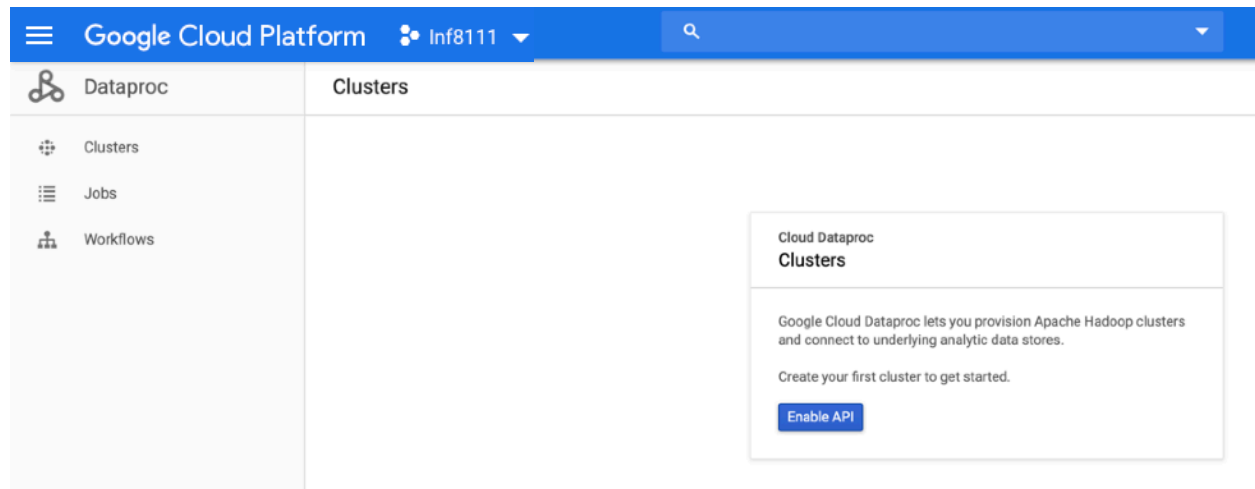 Google Cloud Platform Inf8111
Dataproc
Clusters
Clusters
Jobs
Workflows
Cloud Dataproc
Clusters
Google Cloud Dataproc lets you provision Apache Hadoop clusters
and connect to underlying analytic data stores.
Create your first cluster to get started.
Enable API